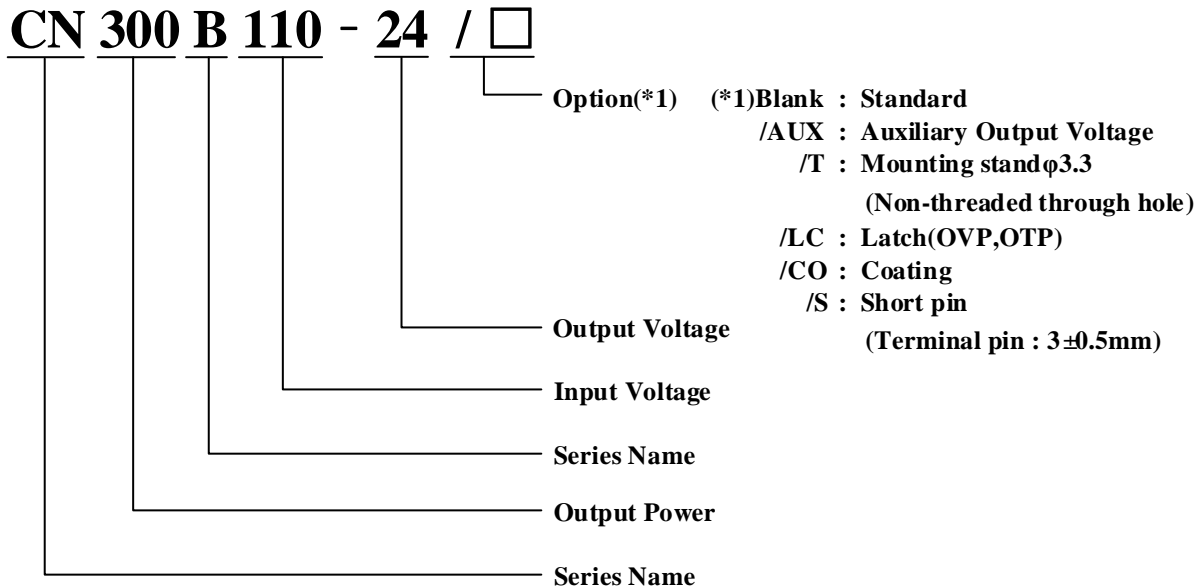 CN 300 B 110 - 24 / □
Option(*1) (*1)Blank : Standard
/AUX : Auxiliary Output Voltage
/T : Mounting standφ3.3
(Non-threaded through hole)
/LC : Latch(OVP,OTP)
/CO : Coating
/S : Short pin
(Terminal pin : 3±0.5mm)
Output Voltage
Input Voltage
Series Name
Output Power
Series Name